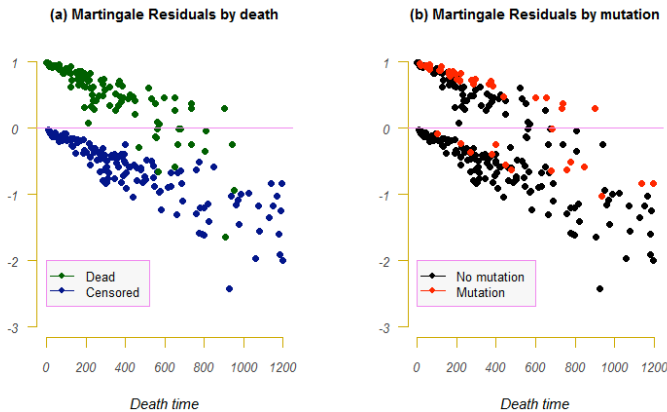 (a) Martingale Residuals by death
1
0
-1
-2
-3
Dead
Censored
0 200 400 600 800 1000 1200
Death time
(b) Martingale Residuals by mutation
1
0
-1
-2
-3
No mutation
Mutation
0 200 400 600 800 1000 1200
Death time